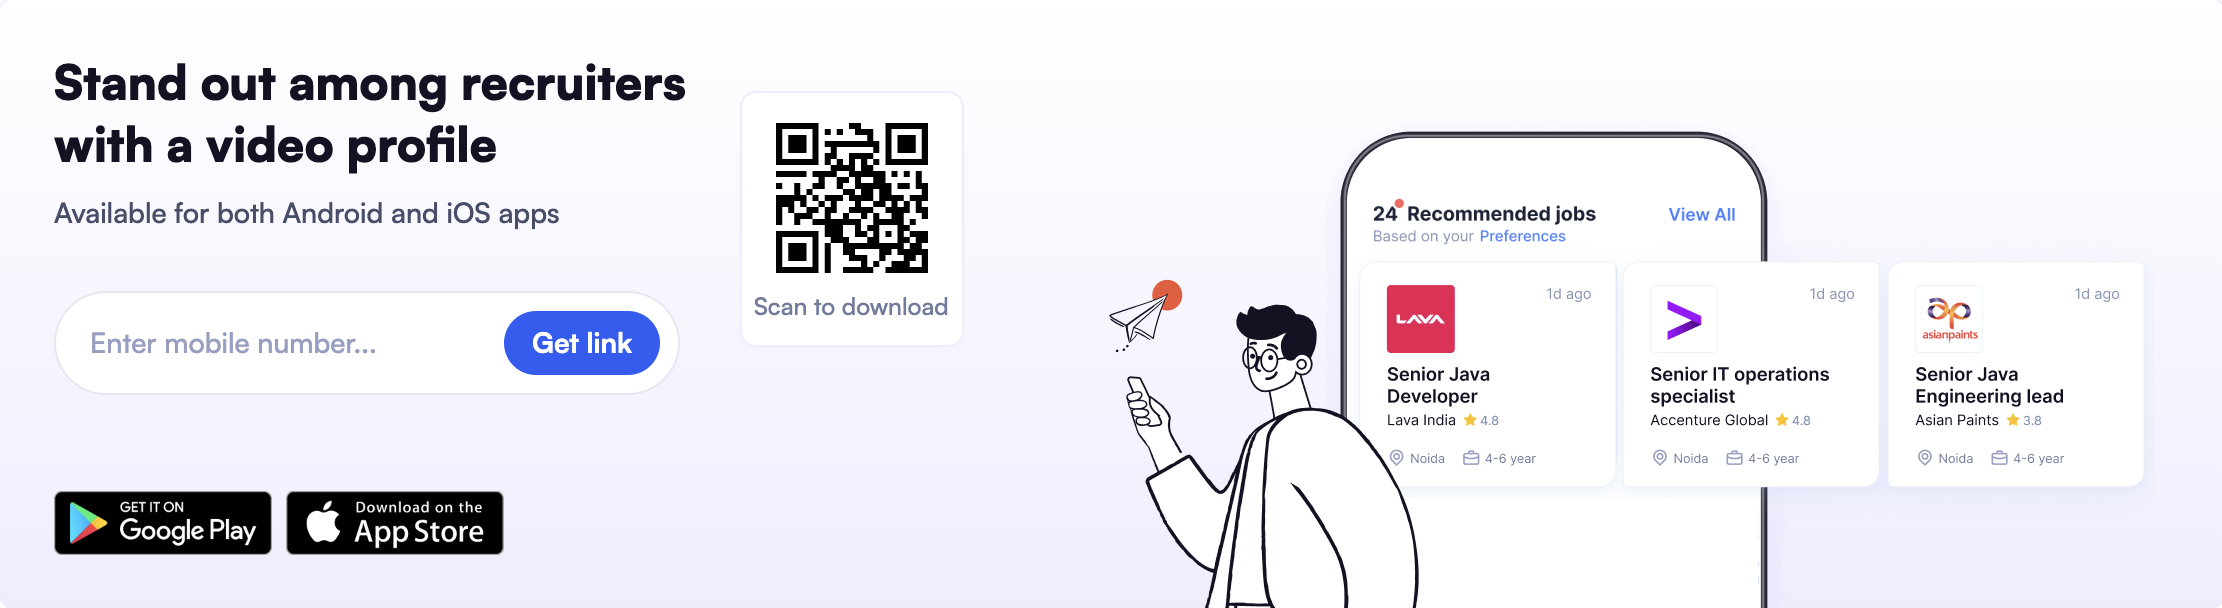 Stand out among recruiters
with a video profile
Available for both Android and iOS apps
Enter mobile number...
Get link
GET IT ON
Google Play
Download on the
App Store
Scan to download
24 Recommended jobs
View All
Based on your Preferences
LAVA
1d ago
Senior Java
Developer
Lava India 4.8
Noida 4-6 year
1d ago
Senior IT operations
specialist
Accenture Global 4.8
Noida 4-6 year
ap
asianpaints
1d ago
Senior Java
Engineering lead
Asian Paints 3.8
Noida 4-6 year